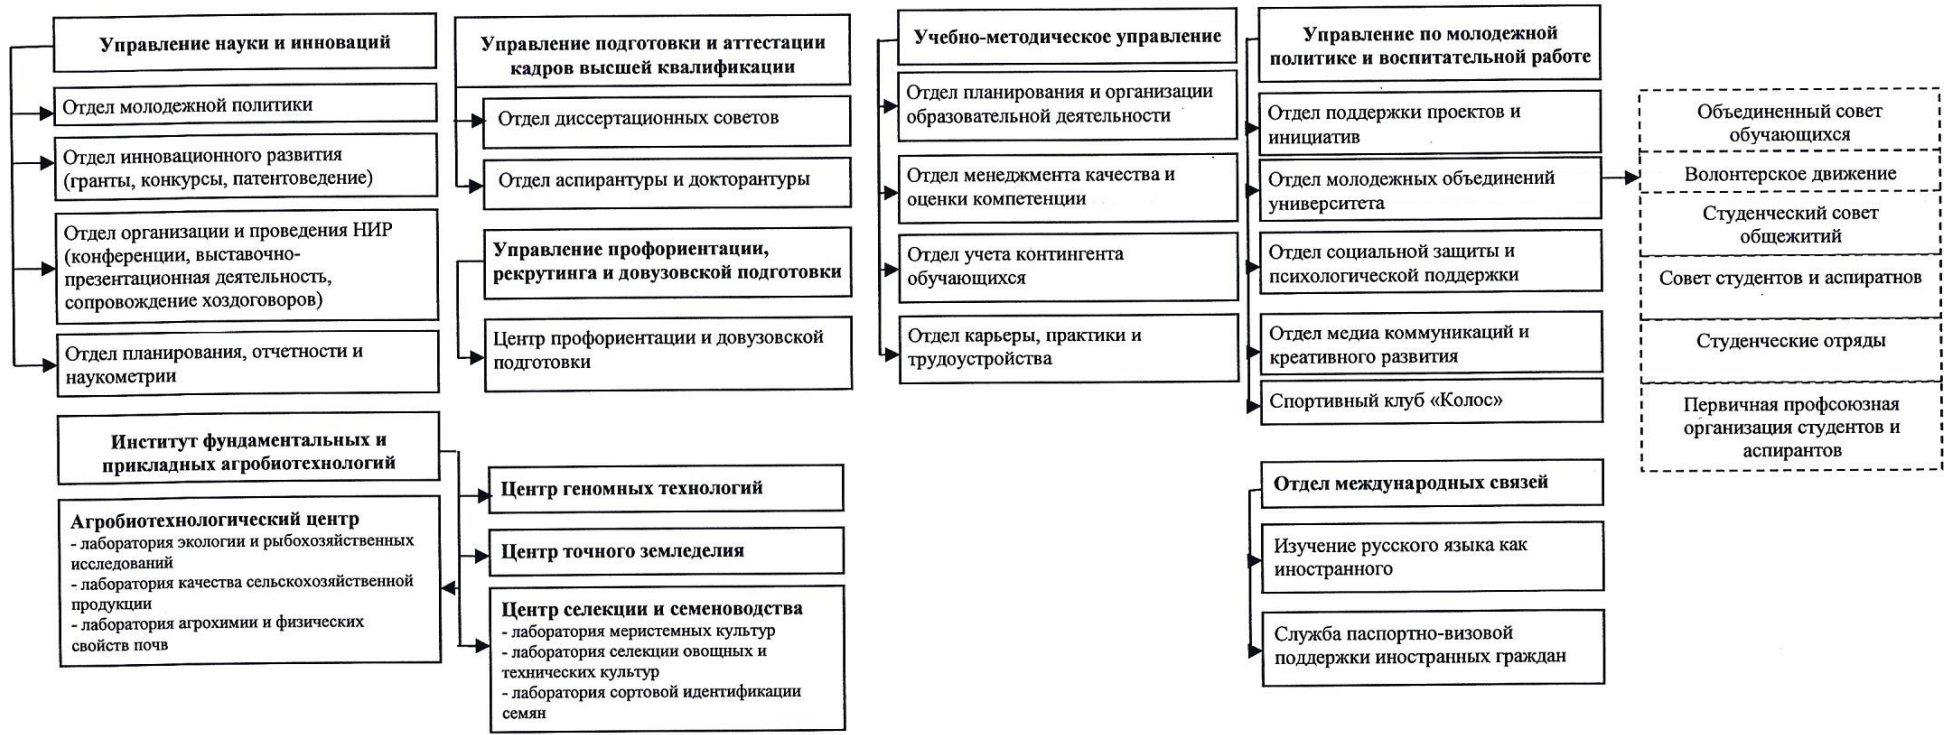 Управление науки и инноваций
Отдел молодежной политики
Отдел инновационного развития
(гранты, конкурсы, патентоведение)
Отдел организации и проведения НИР
(конференции, выставочно-
презентационная деятельность,
сопровождение хоздоговоров)
Отдел планирования, отчетности и
наукометрии
Институт фундаментальных и
прикладных агробиотехнологий
Агробиотехнологический центр
- лаборатория экологии и рыбохозяйственных
исследований
- лаборатория качества сельскохозяйственной
продукции
- лаборатория агрохимии и физических
свойств почв
Управление подготовки и аттестации
кадров высшей квалификации
Отдел диссертационных советов
Отдел аспирантуры и докторантуры
Управление профориентации,
рекрутинга и довузовской подготовки
Центр профориентации и довузовской
подготовки
Центр геномных технологий
Центр точного земледелия
Центр селекции и семеноводства
- лаборатория меристемных культур
- лаборатория селекции овощных и
технических культур
- лаборатория сортовой идентификации
семян
Учебно-методическое управление
Отдел планирования и организации
образовательной деятельности
Отдел менеджмента качества и
оценки компетенции
Отдел учета контингента
обучающихся
Отдел карьеры, практики и
трудоустройства
Управление по молодежной
политике и воспитательной работе
Отдел поддержки проектов и
инициатив
Отдел молодежных объединений
университета
Отдел социальной защиты и
психологической поддержки
Отдел медиа коммуникаций и
креативного развития
Спортивный клуб «Колос»
Отдел международных связей
Изучение русского языка как
иностранного
Служба паспортно-визовой
поддержки иностранных граждан
Объединенный совет
обучающихся
Волонтерское движение
Студенческий совет
общежитий
Совет студентов и аспиратнов
Студенческие отряды
Первичная профсоюзная
организация студентов и
аспирантов